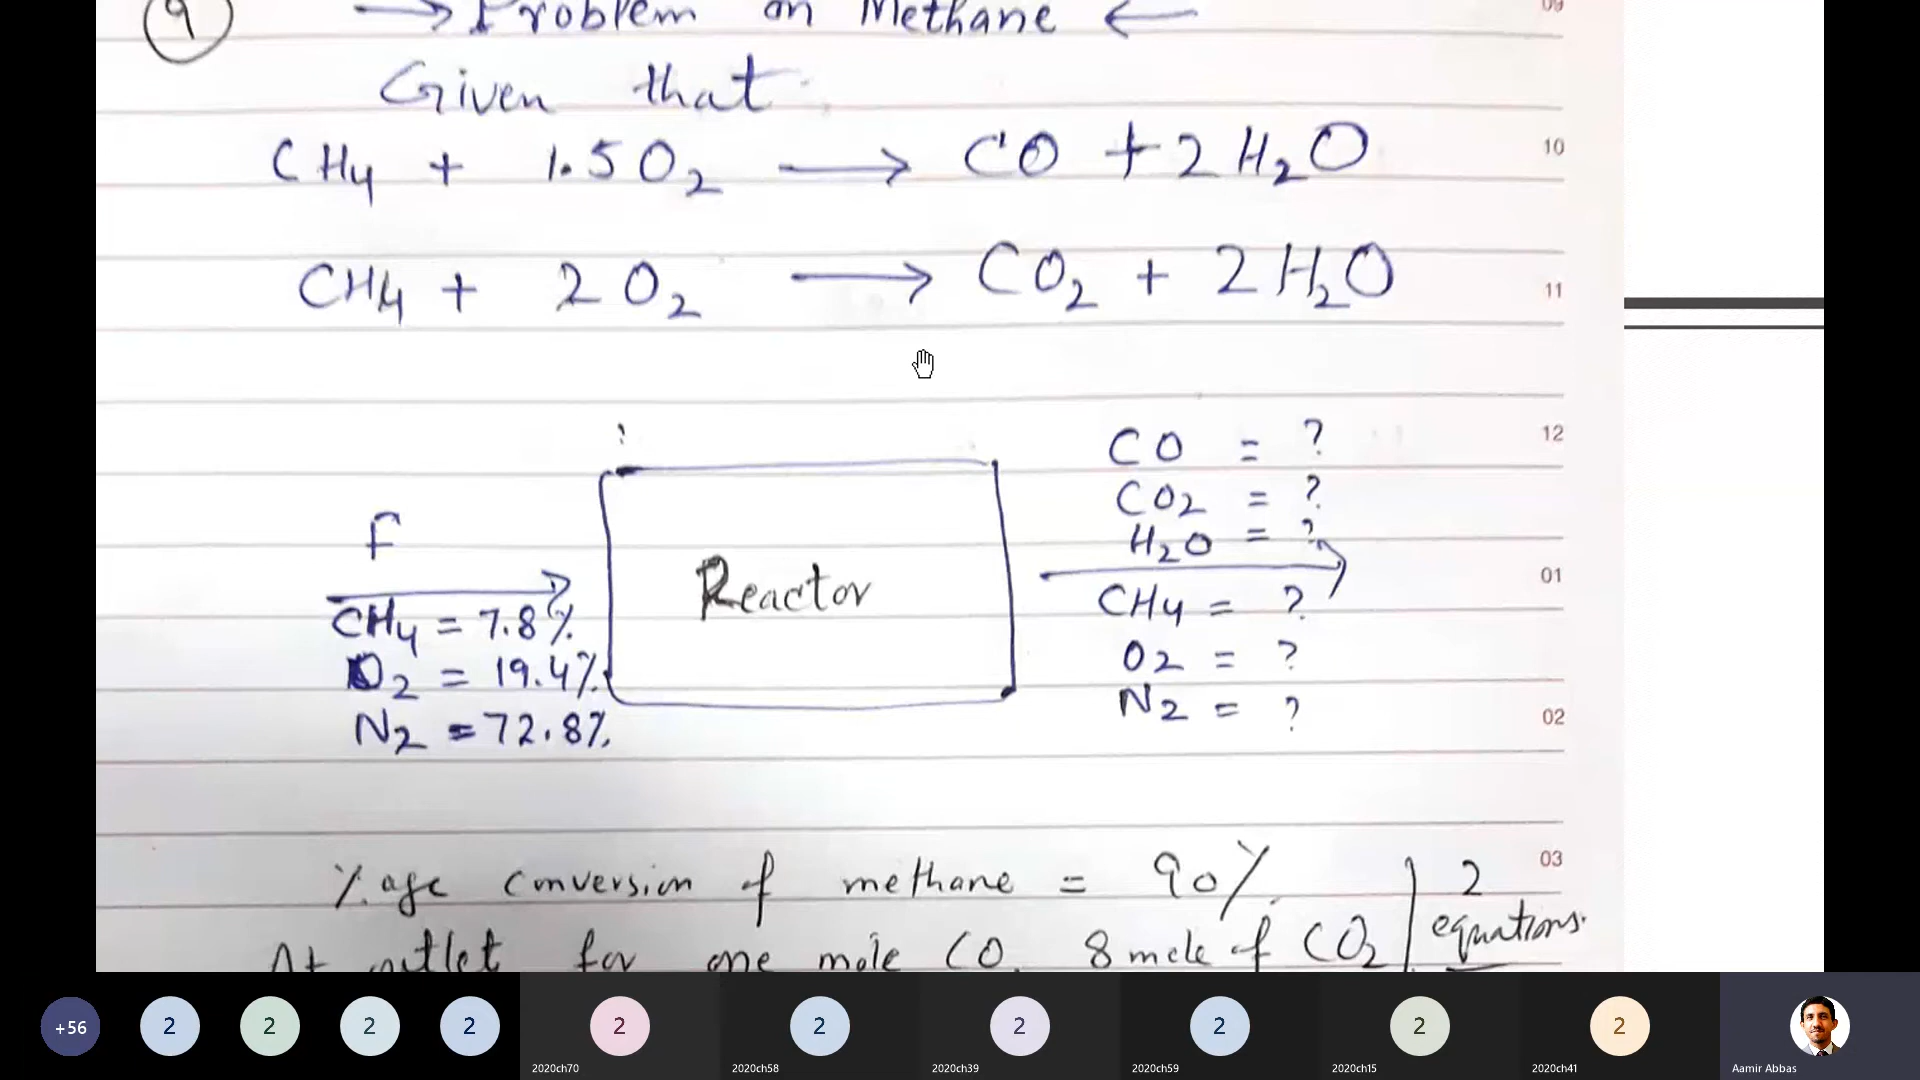 9 → Problem on Methane ←
09
Given that
CH4 + 1.5 O2 → CO + 2 H2O
10
CH4 + 2 O2 → CO2 + 2 H2O
11
CO = ?
12
CO2 = ?
F
H2O = ?
Reactor
01
CH4 = 7.8%
CH4 = ?
O2 = 19.4%
O2 = ?
N2 = 72.8%
N2 = ?
02
%age conversion of methane = 90%
2
03
equations.
At outlet for one mole CO, 8 mole of CO2
+56
2
2
2
2
2
2
2
2
2
2
2020ch70
2020ch58
2020ch39
2020ch59
2020ch15
2020ch41
Aamir Abbas